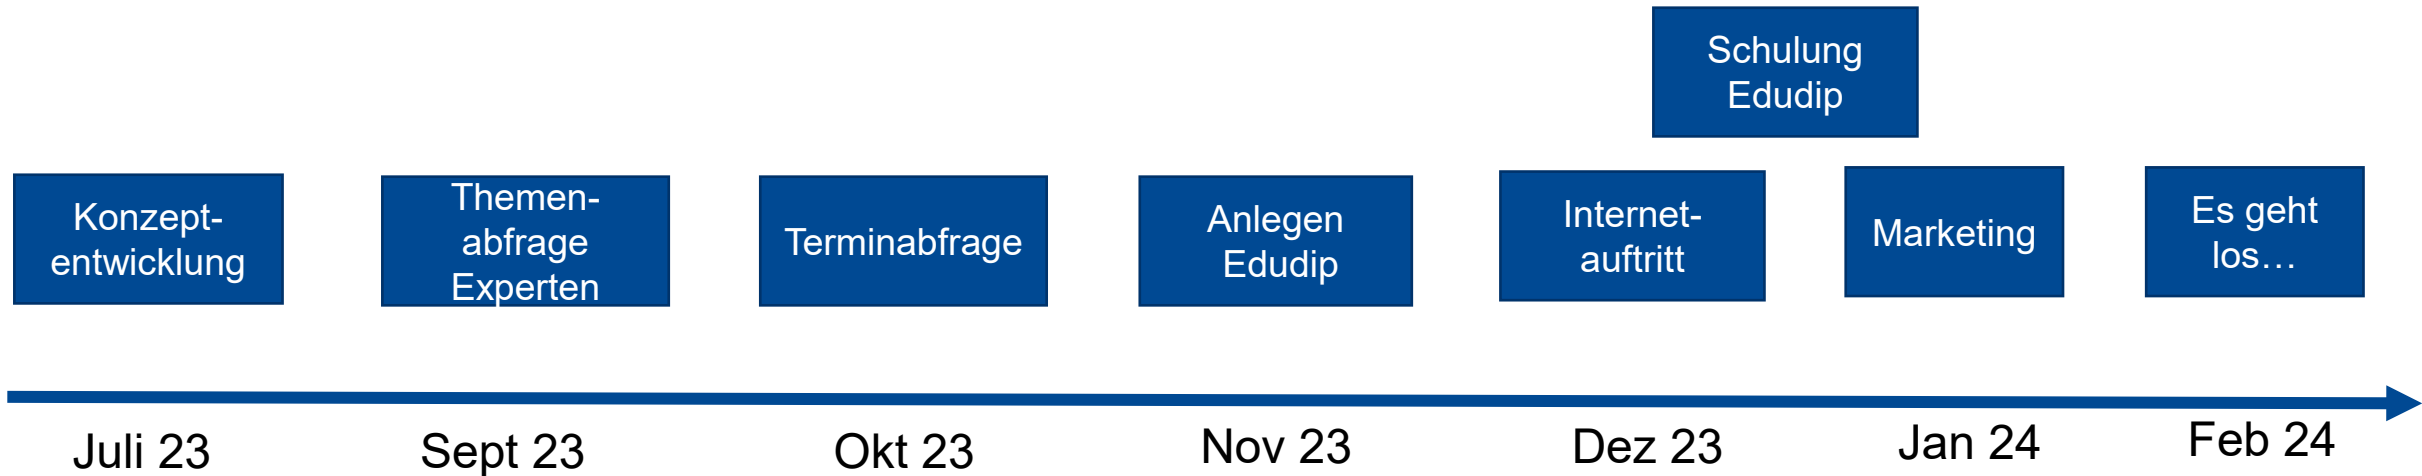 Schulung
Edudip
Konzept-
entwicklung
Themen-
abfrage
Experten
Terminabfrage
Anlegen
Edudip
Internet-
auftritt
Marketing
Es geht
los…
Juli 23
Sept 23
Okt 23
Nov 23
Dez 23
Jan 24
Feb 24